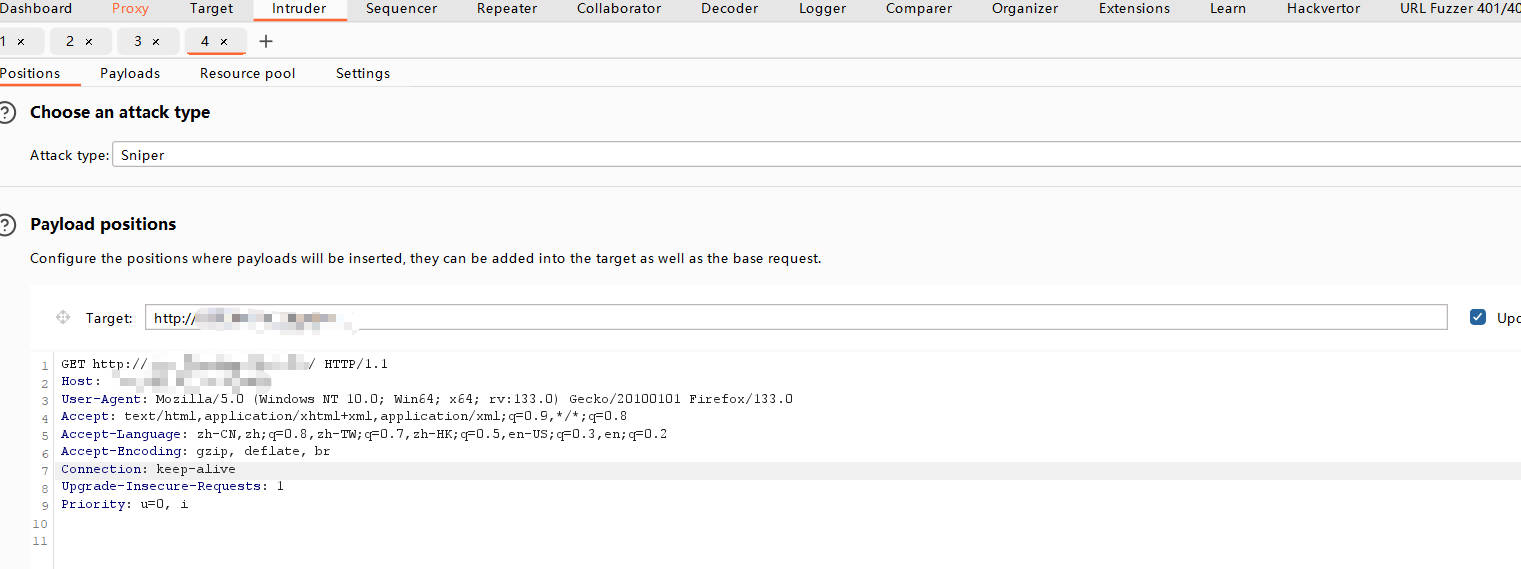 Dashboard Proxy Target Intruder Sequencer Repeater Collaborator Decoder Logger Comparer Organizer Extensions Learn Hackvertor URL Fuzzer 401/40
1 × 2 × 3 × 4 × +
Positions Payloads Resource pool Settings
? Choose an attack type
Attack type: Sniper
? Payload positions
Configure the positions where payloads will be inserted, they can be added into the target as well as the base request.
Target: http:// Upd
1 GET http:// / HTTP/1.1
2 Host:
3 User-Agent: Mozilla/5.0 (Windows NT 10.0; Win64; x64; rv:133.0) Gecko/20100101 Firefox/133.0
4 Accept: text/html,application/xhtml+xml,application/xml;q=0.9,*/*;q=0.8
5 Accept-Language: zh-CN,zh;q=0.8,zh-TW;q=0.7,zh-HK;q=0.5,en-US;q=0.3,en;q=0.2
6 Accept-Encoding: gzip, deflate, br
7 Connection: keep-alive
8 Upgrade-Insecure-Requests: 1
9 Priority: u=0, i
10
11